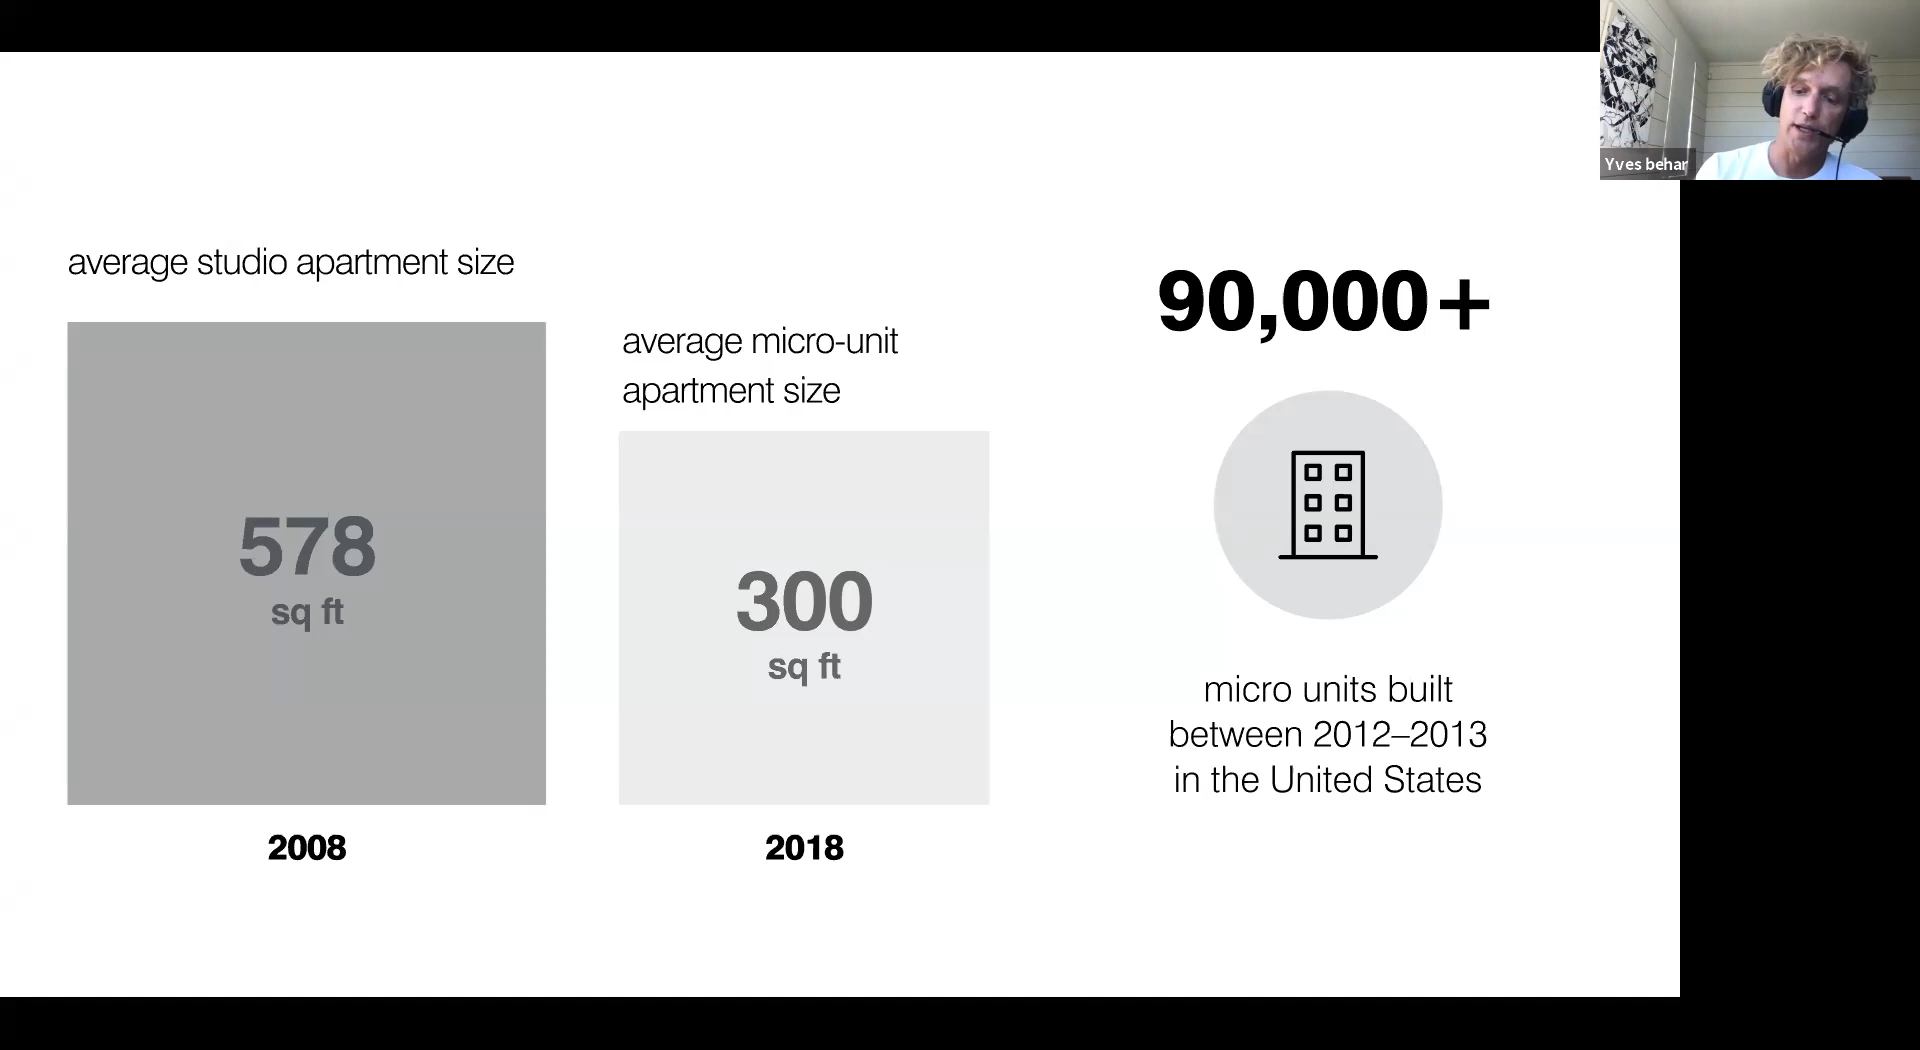 Yves behar
average studio apartment size
578
sq ft
2008
average micro-unit
apartment size
300
sq ft
2018
90,000+
micro units built
between 2012–2013
in the United States